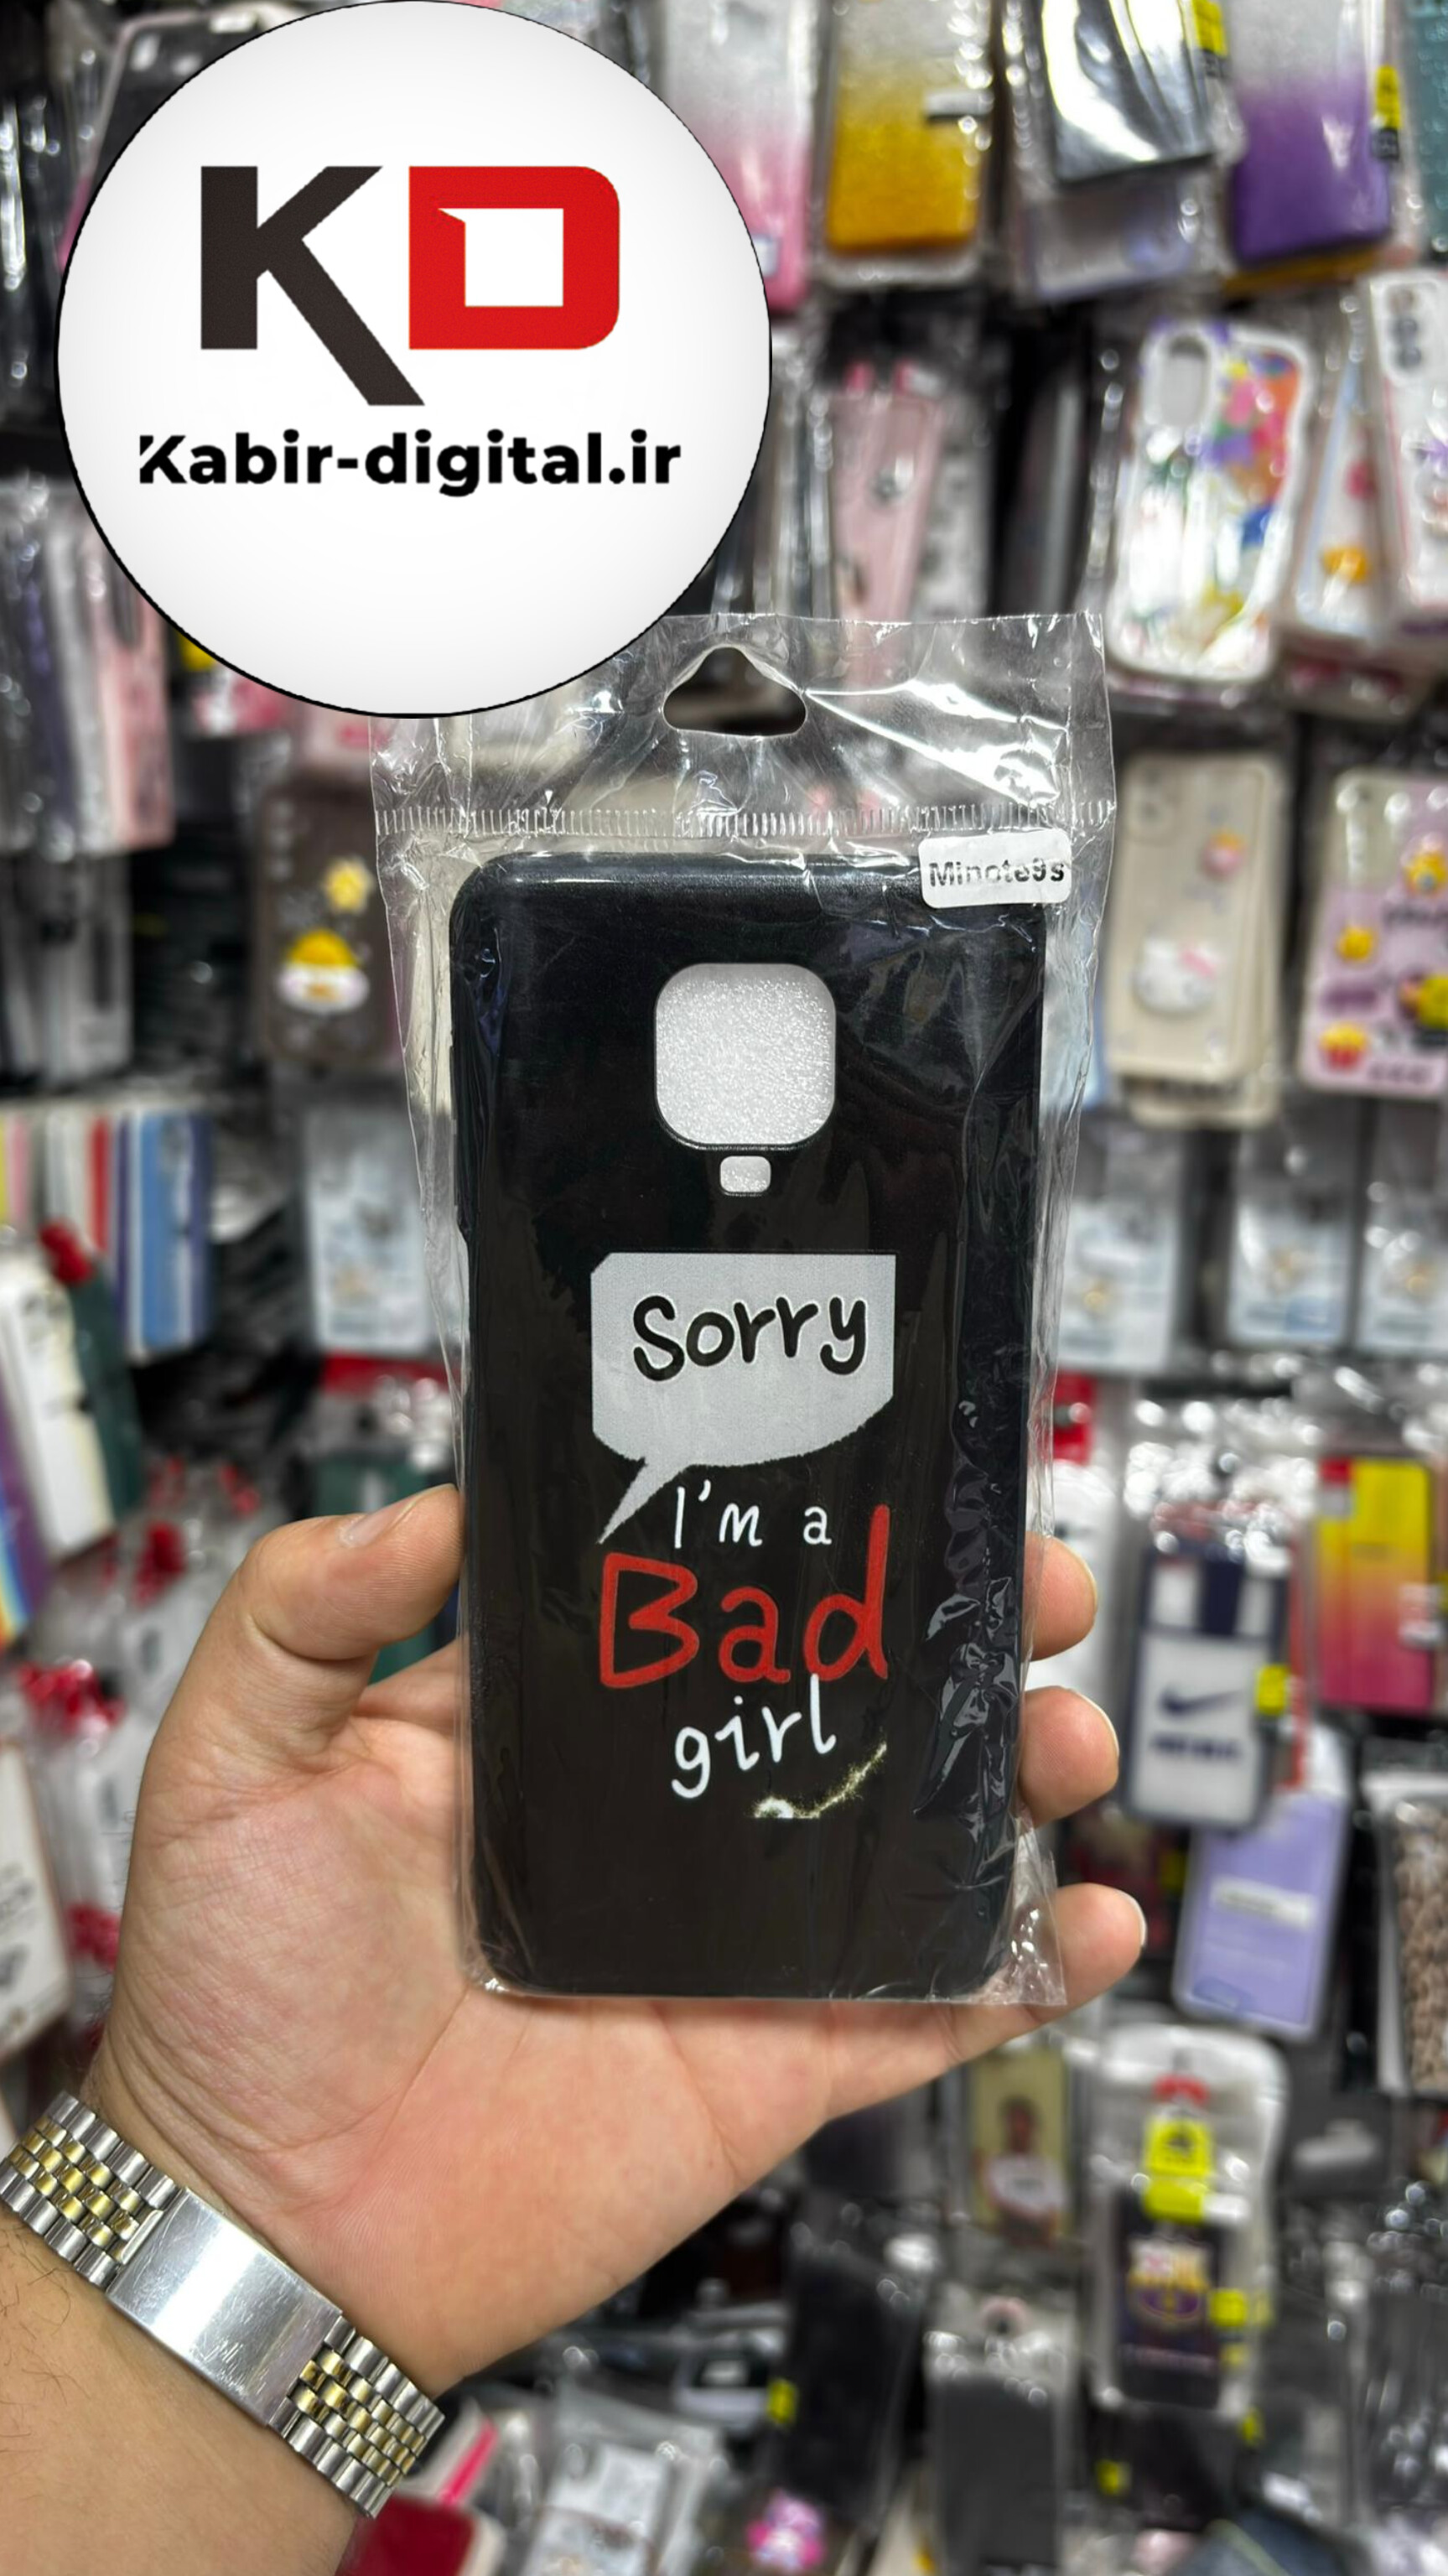 KD
Kabir-digital.ir
Minote9s
Sorry
I'm a
Bad
girl